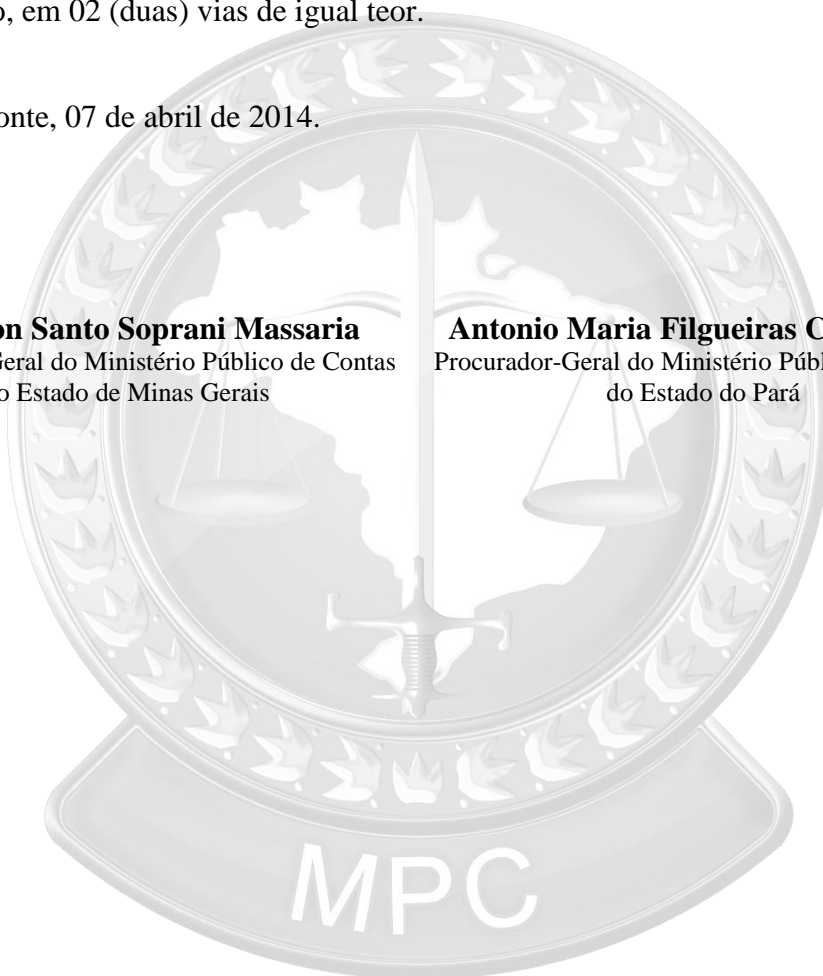 o, em 02 (duas) vias de igual teor.
onte, 07 de abril de 2014.
on Santo Soprani Massaria
Geral do Ministério Público de Contas
o Estado de Minas Gerais
Antonio Maria Filgueiras C
Procurador-Geral do Ministério Públ
do Estado do Pará
MPC